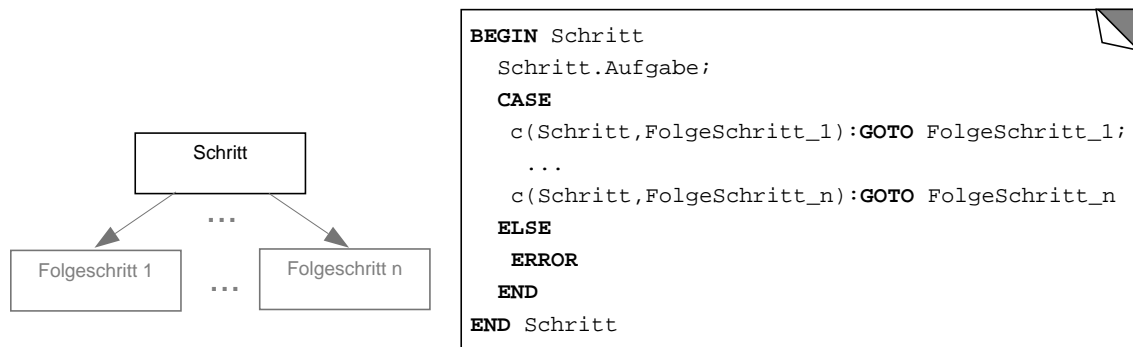 Schritt
...
Folgeschritt 1
...
Folgeschritt n
BEGIN Schritt
Schritt.Aufgabe;
CASE
c(Schritt,FolgeSchritt_1):GOTO FolgeSchritt_1;
...
c(Schritt,FolgeSchritt_n):GOTO FolgeSchritt_n
ELSE
ERROR
END
END Schritt